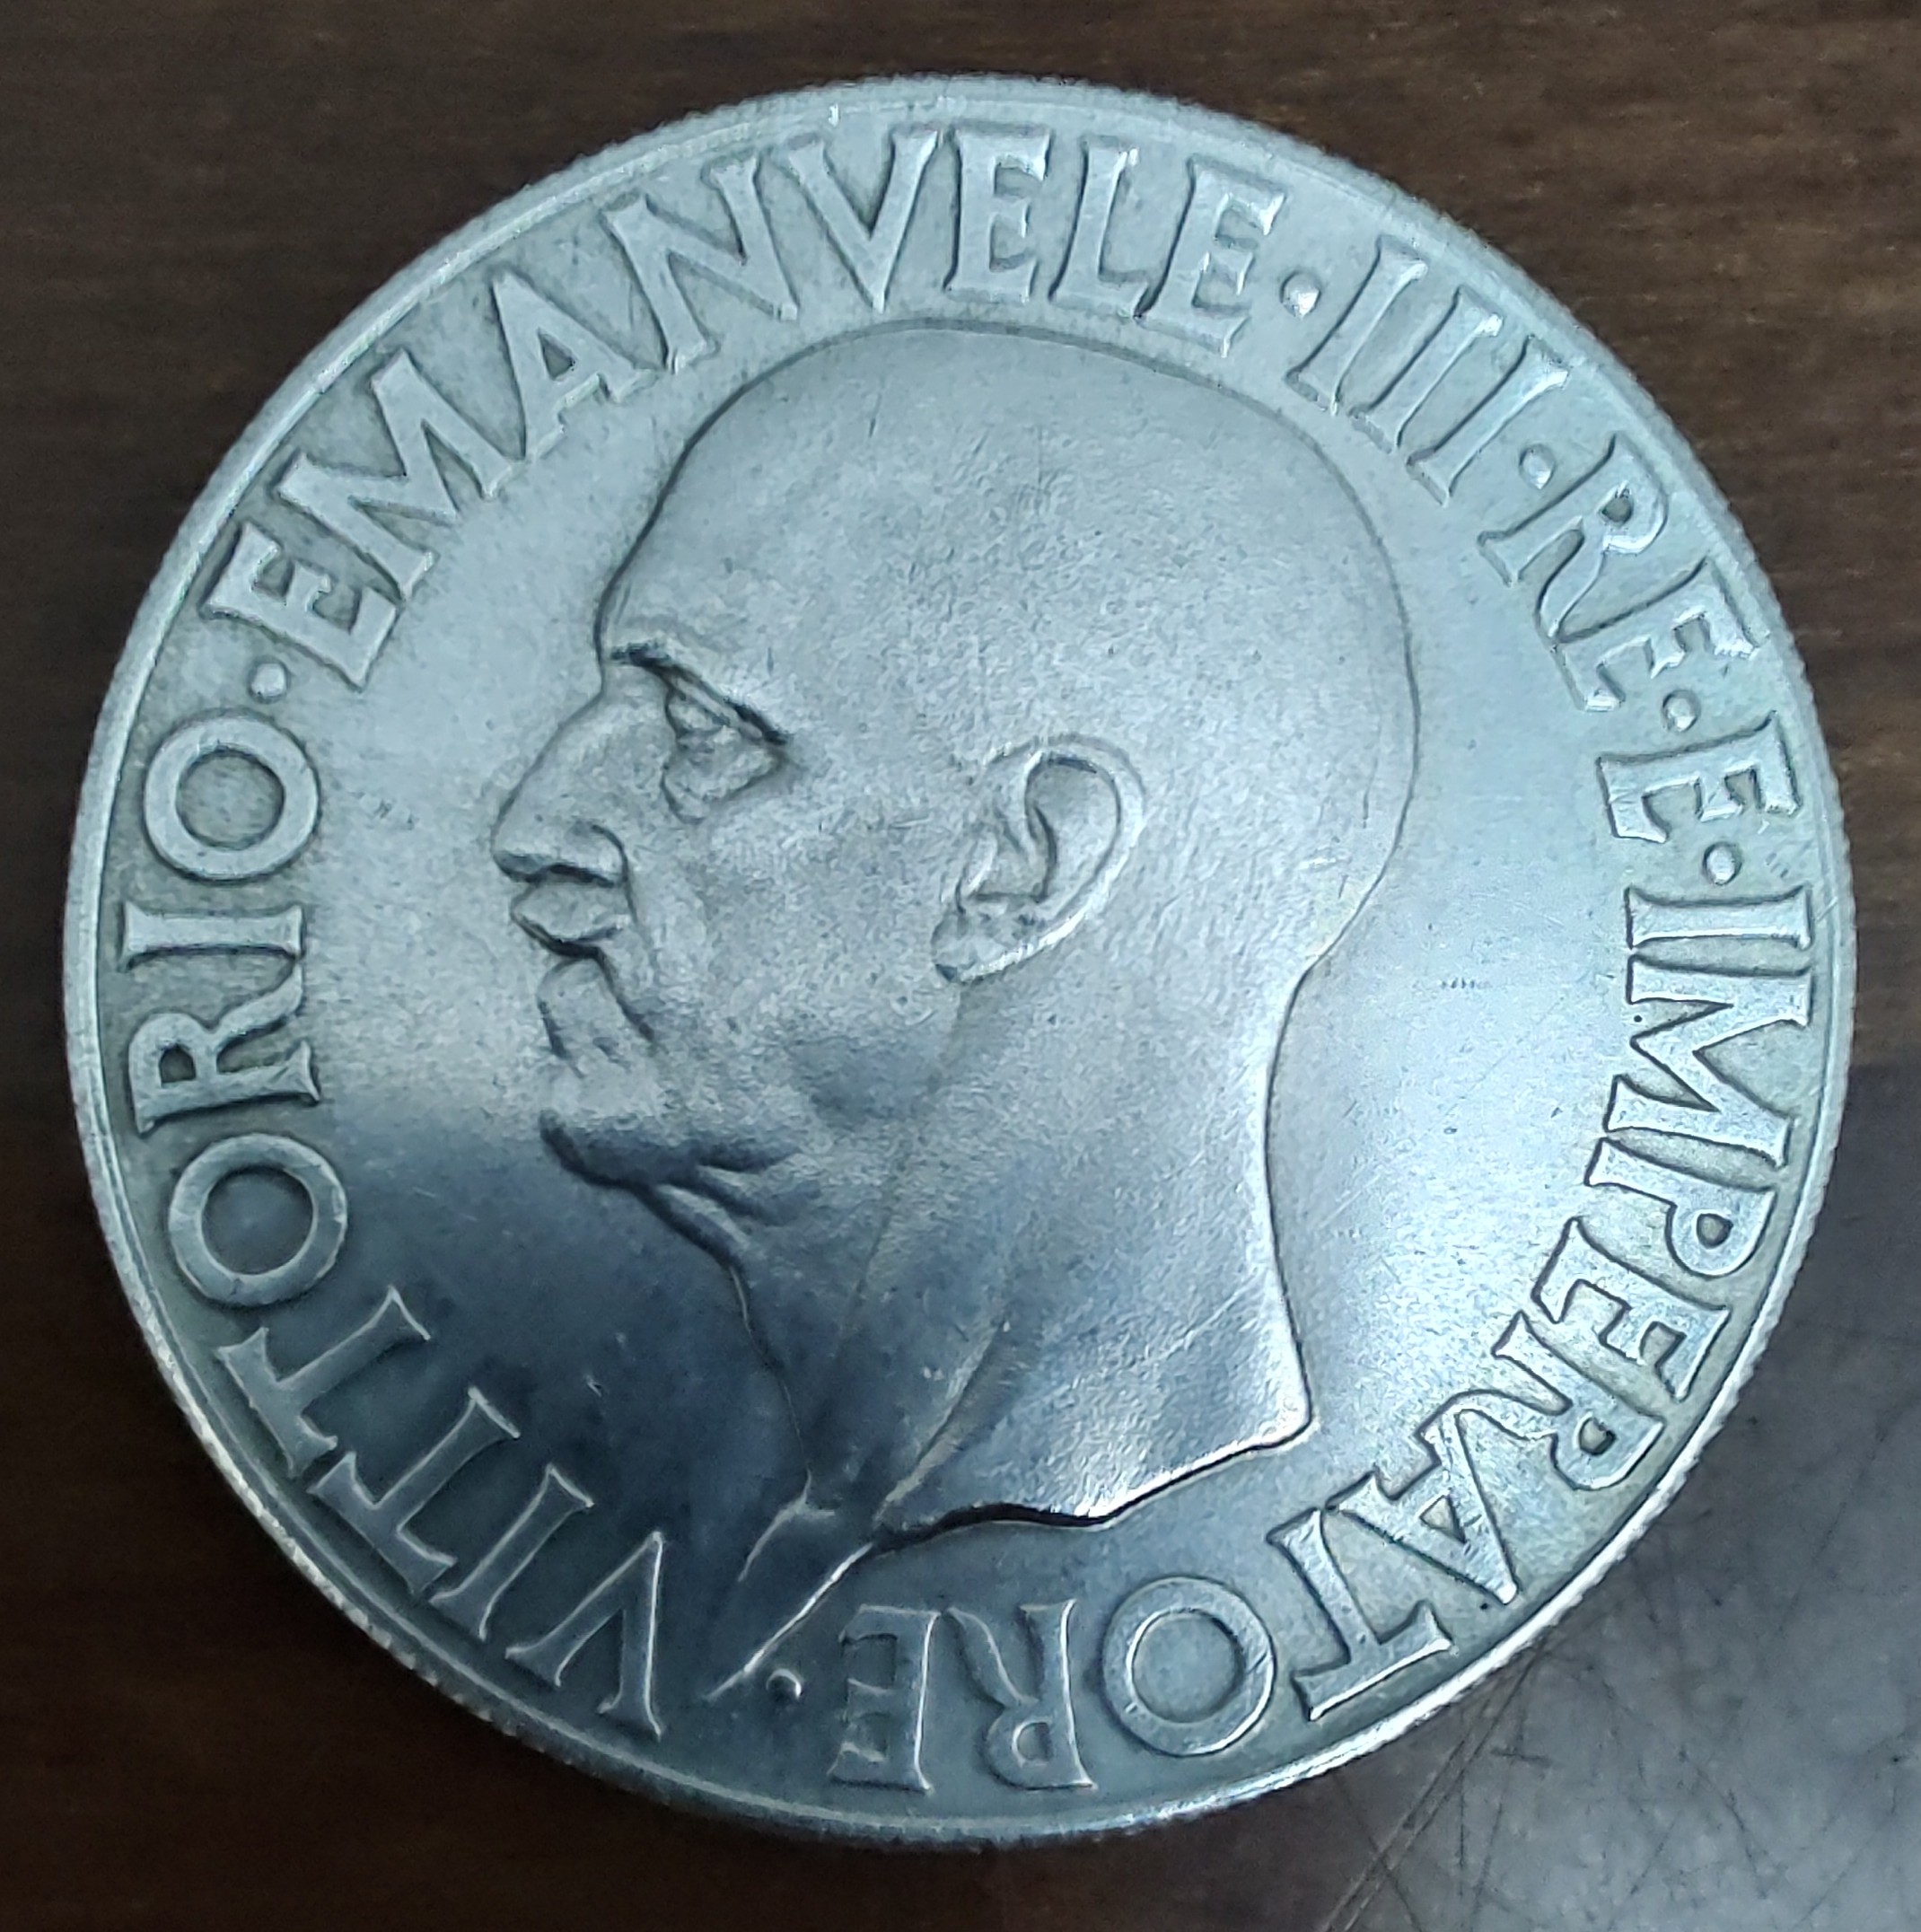 VITTORIO · EMANVELE · III · RE · E · IMPERATORE ·